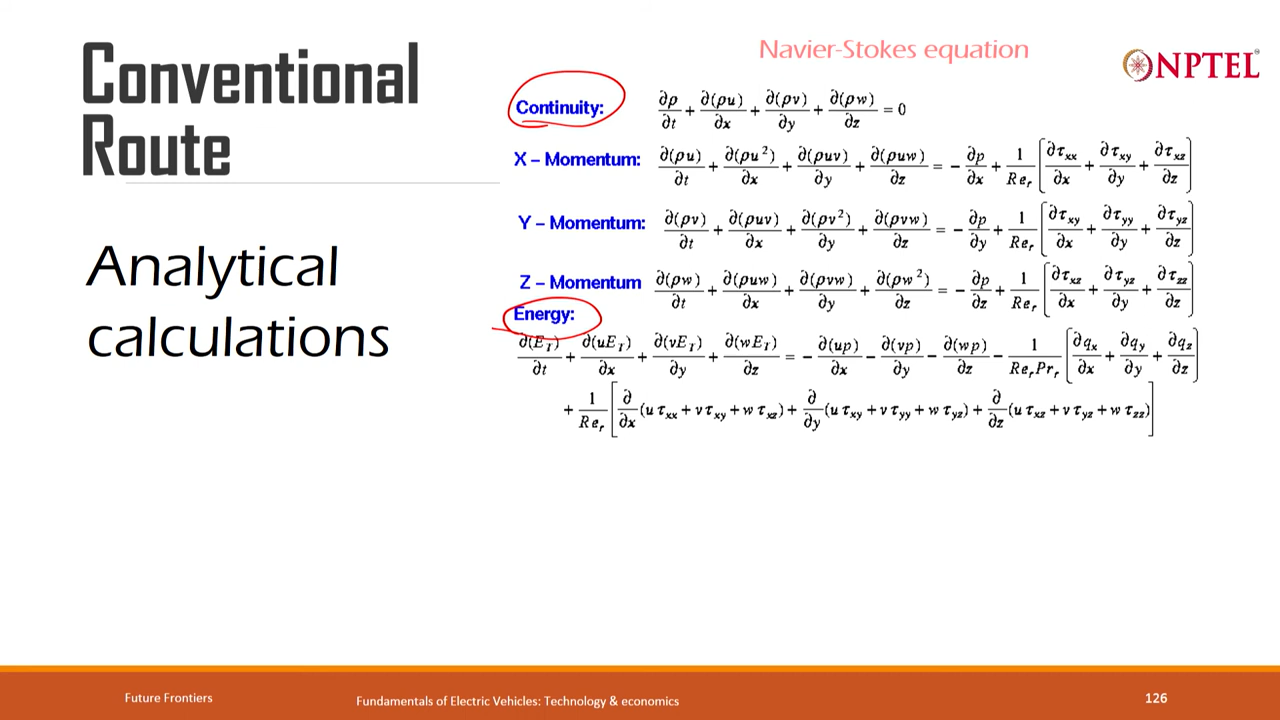 Conventional
Route
Analytical
calculations
Navier-Stokes equation
NPTEL
Continuity: ∂ρ/∂t + ∂(ρu)/∂x + ∂(ρv)/∂y + ∂(ρw)/∂z = 0
X – Momentum: ∂(ρu)/∂t + ∂(ρu²)/∂x + ∂(ρuv)/∂y + ∂(ρuw)/∂z = − ∂p/∂x + 1/Re_r [∂τ_xx/∂x + ∂τ_xy/∂y + ∂τ_xz/∂z]
Y – Momentum: ∂(ρv)/∂t + ∂(ρuv)/∂x + ∂(ρv²)/∂y + ∂(ρvw)/∂z = − ∂p/∂y + 1/Re_r [∂τ_xy/∂x + ∂τ_yy/∂y + ∂τ_yz/∂z]
Z – Momentum ∂(ρw)/∂t + ∂(ρuw)/∂x + ∂(ρvw)/∂y + ∂(ρw²)/∂z = − ∂p/∂z + 1/Re_r [∂τ_xz/∂x + ∂τ_yz/∂y + ∂τ_zz/∂z]
Energy:
∂(E_T)/∂t + ∂(uE_T)/∂x + ∂(vE_T)/∂y + ∂(wE_T)/∂z = − ∂(up)/∂x − ∂(vp)/∂y − ∂(wp)/∂z − 1/Re_rPr_r [∂q_x/∂x + ∂q_y/∂y + ∂q_z/∂z]
+ 1/Re_r [∂/∂x (u τ_xx + v τ_xy + w τ_xz) + ∂/∂y (u τ_xy + v τ_yy + w τ_yz) + ∂/∂z (u τ_xz + v τ_yz + w τ_zz)]
Future Frontiers
Fundamentals of Electric Vehicles: Technology & economics
126